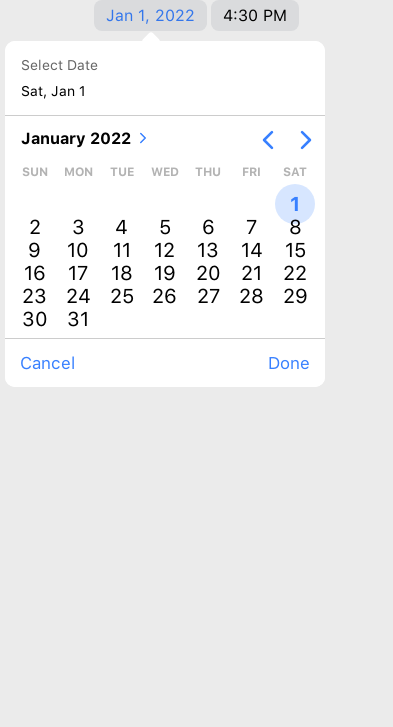 Jan 1, 2022 4:30 PM
Select Date
Sat, Jan 1
January 2022
SUN MON TUE WED THU FRI SAT
1
2 3 4 5 6 7 8
9 10 11 12 13 14 15
16 17 18 19 20 21 22
23 24 25 26 27 28 29
30 31
Cancel Done